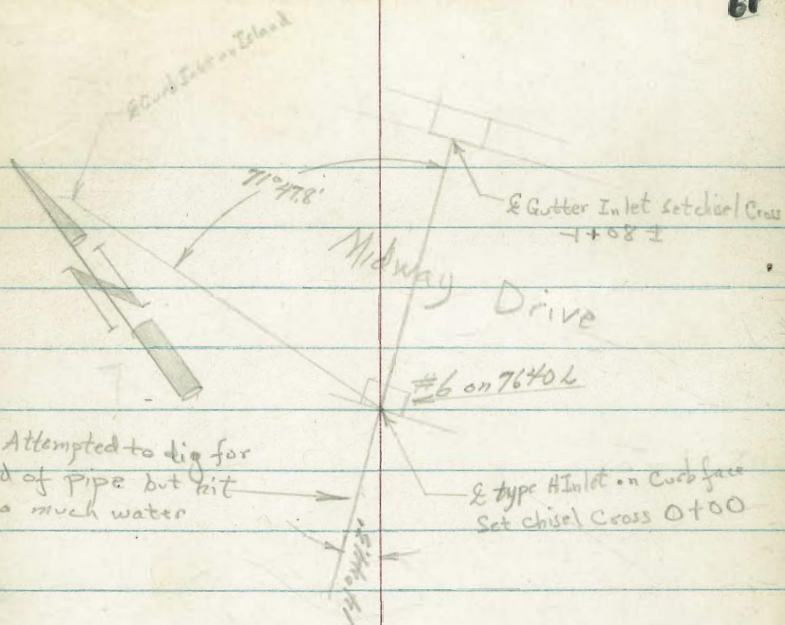 61
℄ Curb Inlet on Island
71°47.8'
℄ Gutter Inlet Set chisel Cross
-1+08 ±
Midway Drive
#6 on 7640 L
Attempted to dig for
d of pipe but hit
o much water
℄ type H Inlet on Curb face
Set chisel Cross 0+00
14°